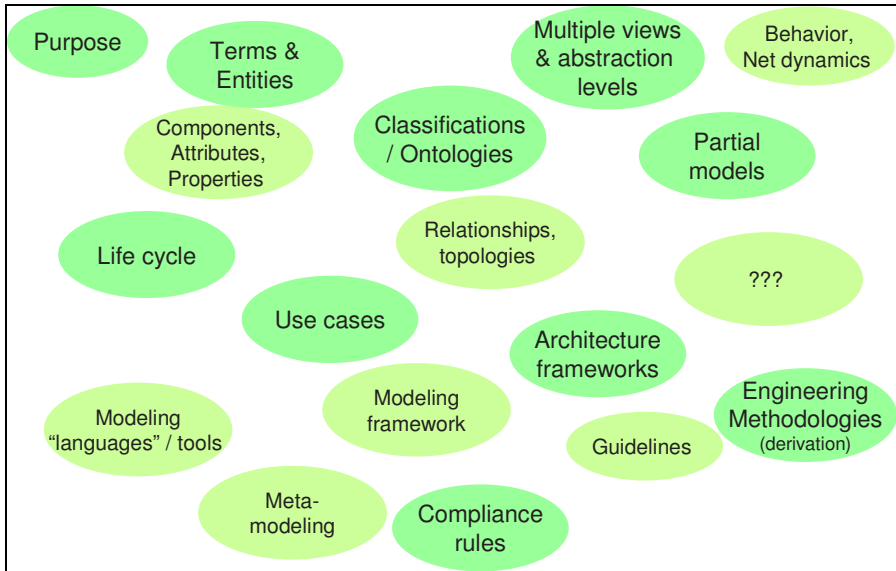 Purpose
Terms &
Entities
Multiple views
& abstraction
levels
Behavior,
Net dynamics
Components,
Attributes,
Properties
Classifications
/ Ontologies
Partial
models
Life cycle
Relationships,
topologies
???
Use cases
Architecture
frameworks
Modeling
“languages” / tools
Modeling
framework
Guidelines
Engineering
Methodologies
(derivation)
Meta-
modeling
Compliance
rules